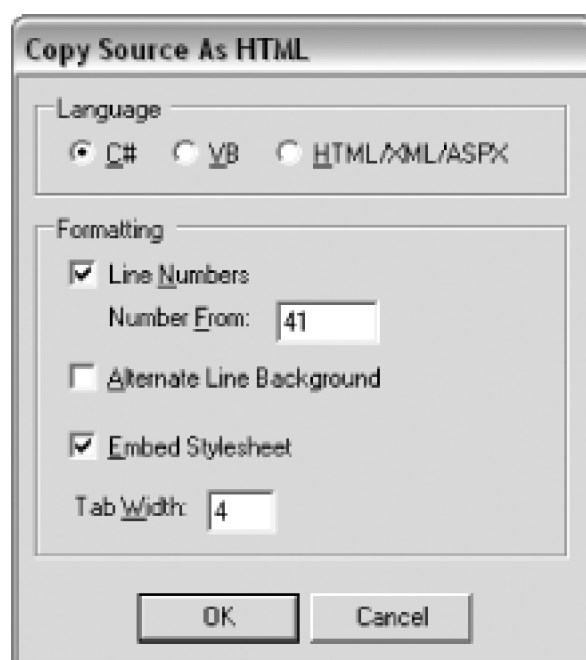 Copy Source As HTML
Language
C# VB HTML/XML/ASPX
Formatting
Line Numbers
Number From: 41
Alternate Line Background
Embed Stylesheet
Tab Width: 4
OK Cancel